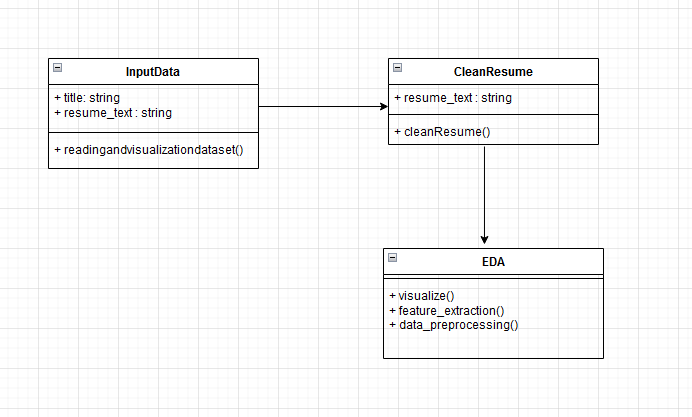 InputData
+ title: string
+ resume_text : string
+ readingandvisualizationdataset()
CleanResume
+ resume_text : string
+ cleanResume()
EDA
+ visualize()
+ feature_extraction()
+ data_preprocessing()